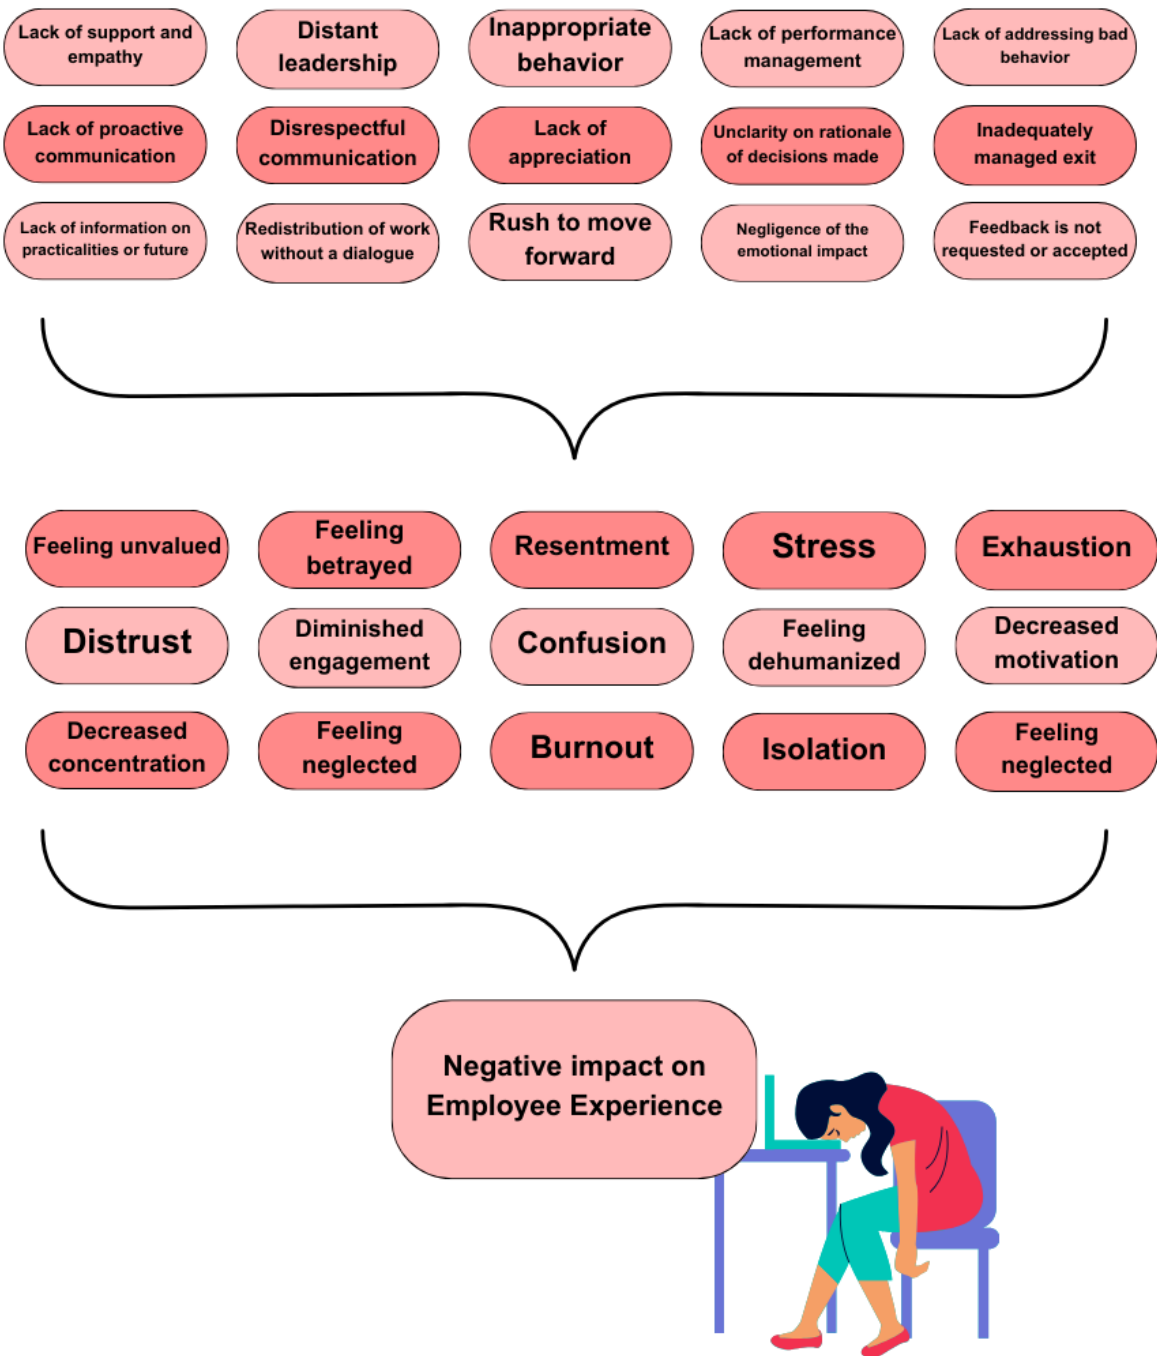 Lack of support and
empathy
Distant
leadership
Inappropriate
behavior
Lack of performance
management
Lack of addressing bad
behavior
Lack of proactive
communication
Disrespectful
communication
Lack of
appreciation
Unclarity on rationale
of decisions made
Inadequately
managed exit
Lack of information on
practicalities or future
Redistribution of work
without a dialogue
Rush to move
forward
Negligence of the
emotional impact
Feedback is not
requested or accepted
Feeling unvalued
Feeling
betrayed
Resentment
Stress
Exhaustion
Distrust
Diminished
engagement
Confusion
Feeling
dehumanized
Decreased
motivation
Decreased
concentration
Feeling
neglected
Burnout
Isolation
Feeling
neglected
Negative impact on
Employee Experience